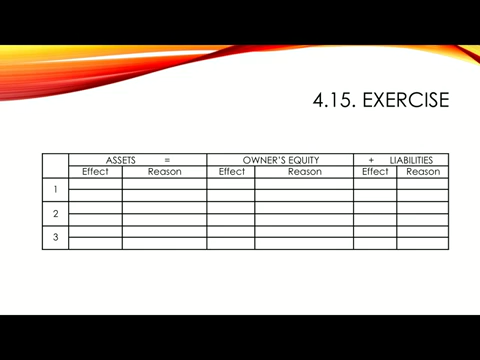 4.15. EXERCISE
ASSETS = OWNER'S EQUITY + LIABILITIES
Effect Reason Effect Reason Effect Reason
1
2
3